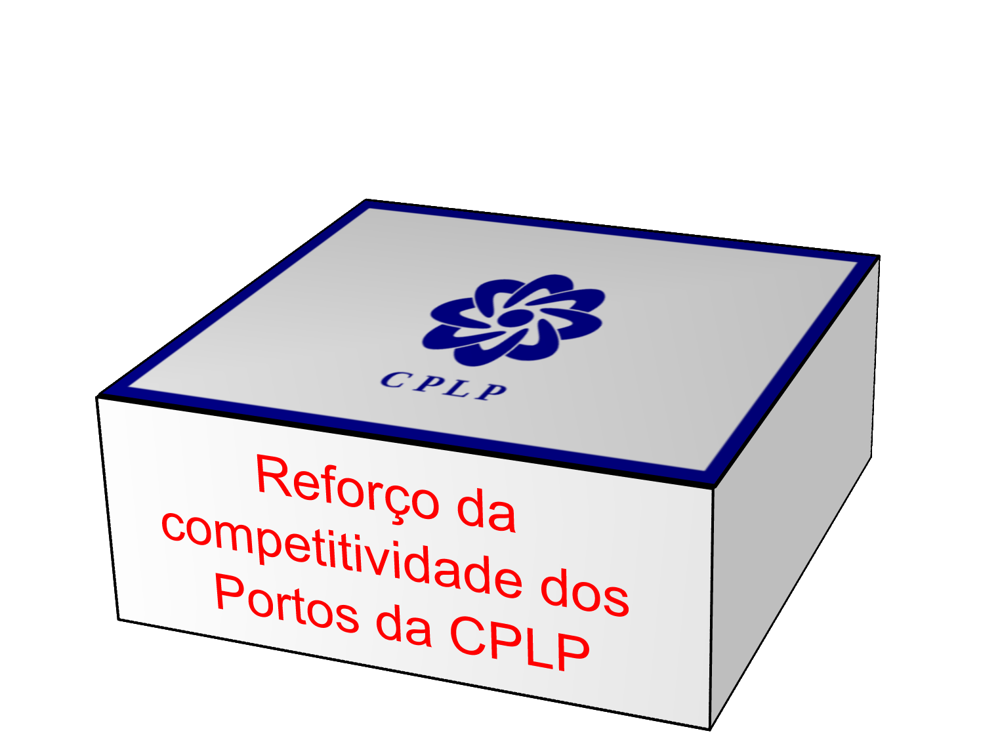 CPLP
Reforço da
competitividade dos
Portos da CPLP